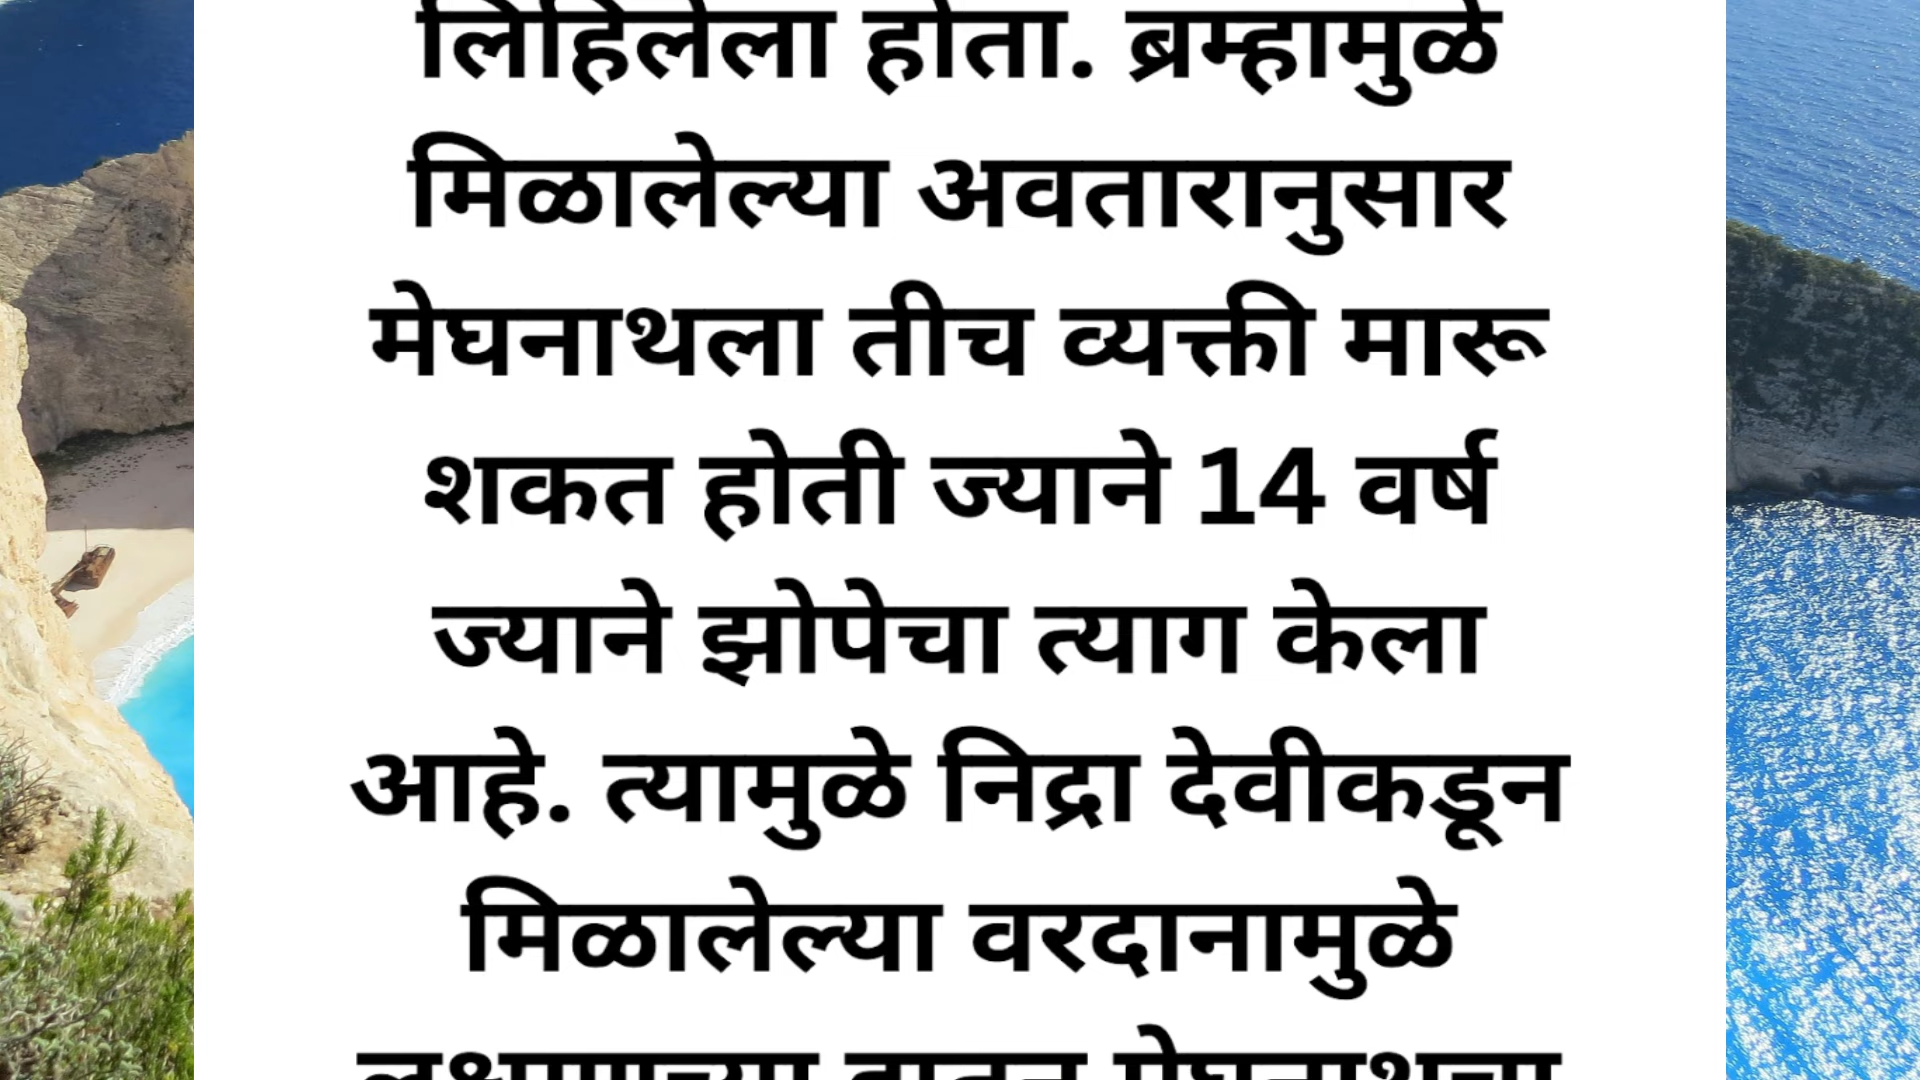 लिहिलेला होता. ब्रम्हामुळे
मिळालेल्या अवतारानुसार
मेघनाथला तीच व्यक्ती मारू
शकत होती ज्याने 14 वर्ष
ज्याने झोपेचा त्याग केला
आहे. त्यामुळे निद्रा देवीकडून
मिळालेल्या वरदानामुळे